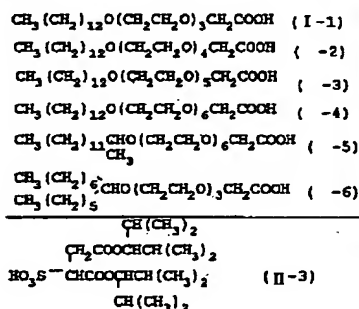 CH3(CH2)12O(CH2CH2O)3CH2COOH (I-1)
CH3(CH2)12O(CH2CH2O)4CH2COOH ( -2)
CH3(CH2)12O(CH2CH2O)5CH2COOH ( -3)
CH3(CH2)12O(CH2CH2O)6CH2COOH ( -4)
CH3(CH2)11CHO(CH2CH2O)6CH2COOH ( -5)
CH3
CH3(CH2)6
CHO(CH2CH2O)3CH2COOH ( -6)
CH3(CH2)5
CH(CH3)2
CH2COOCHCH(CH3)2
HO3S-CHCOOCHCH(CH3)2 (II-3)
CH(CH3)2